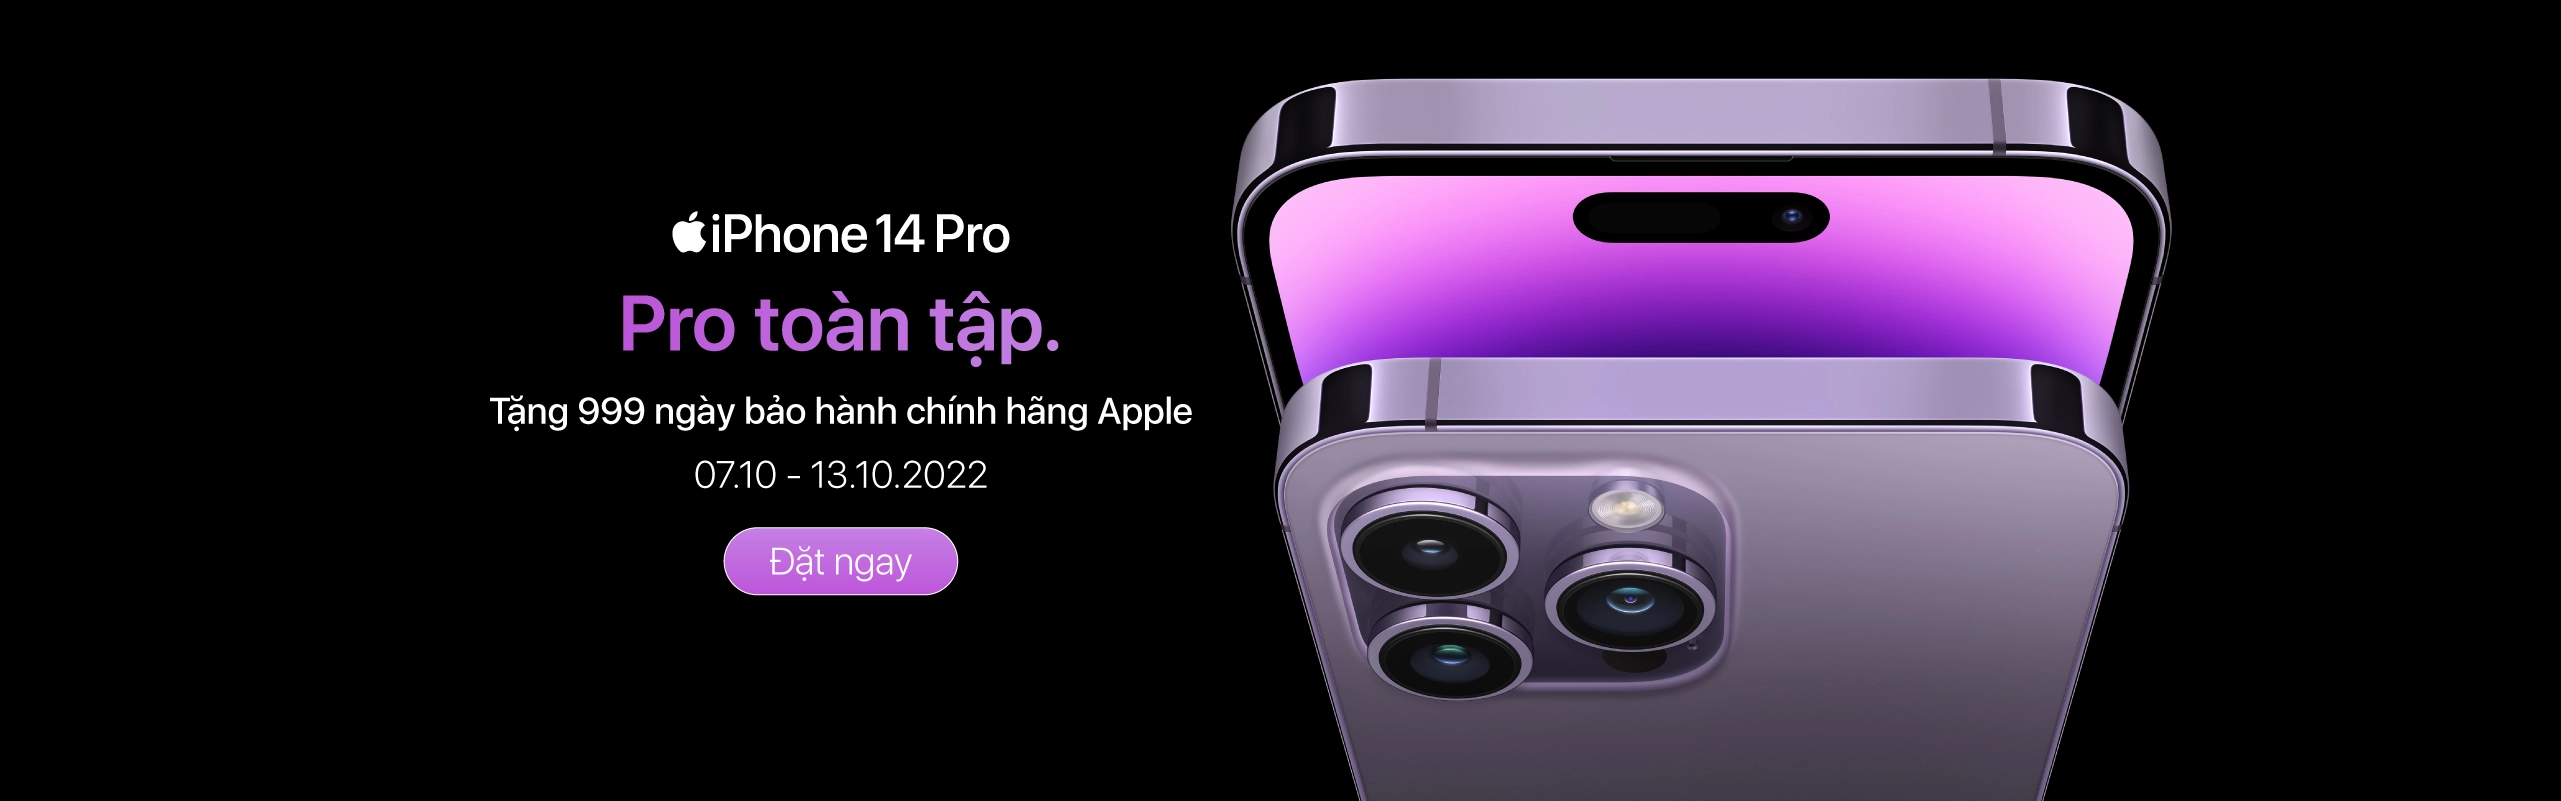 iPhone 14 Pro
Pro toàn tập.
Tặng 999 ngày bảo hành chính hãng Apple
07.10 - 13.10.2022
Đặt ngay